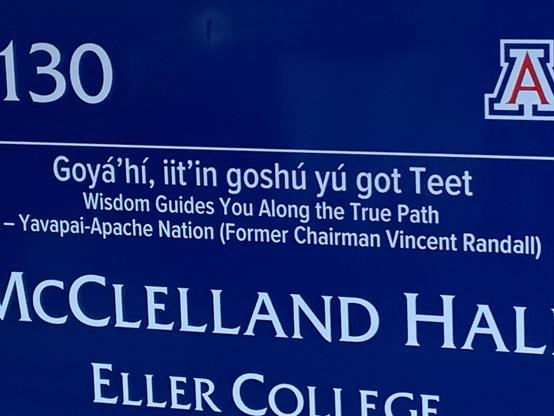 130
A
Goyá’hí, iit’in goshú yú got Teet
Wisdom Guides You Along the True Path
– Yavapai-Apache Nation (Former Chairman Vincent Randall)
McClelland Hal
Eller College